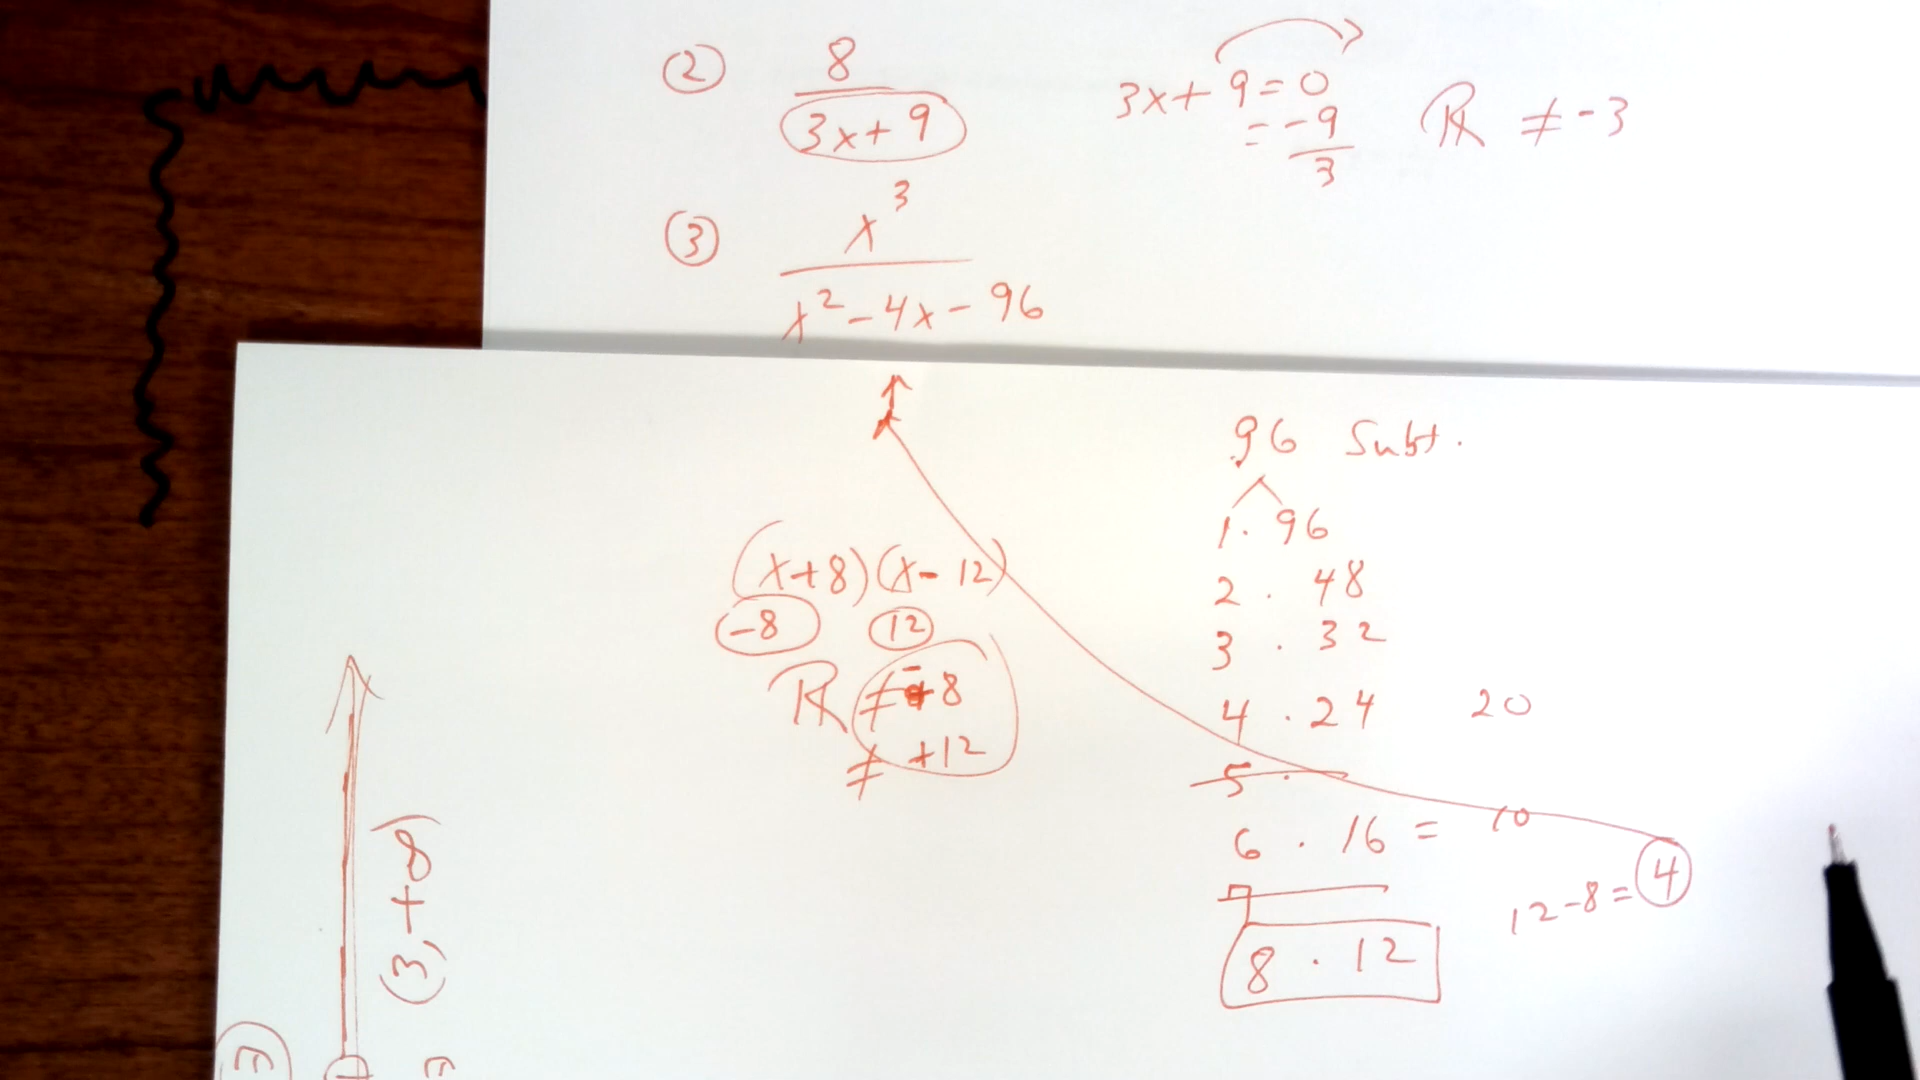 ② 8 / (3x + 9)
3x + 9 = 0
= -9 / 3
ℝ ≠ -3
③ x³ / (x² - 4x - 96)
96 Subt.
1 · 96
2 · 48
3 · 32
4 · 24 20
5 ·
6 · 16 = 10
7
8 · 12
12 - 8 = 4
(x + 8)(x - 12)
-8 12
ℝ ≠ -8
≠ +12
(3, +∞)